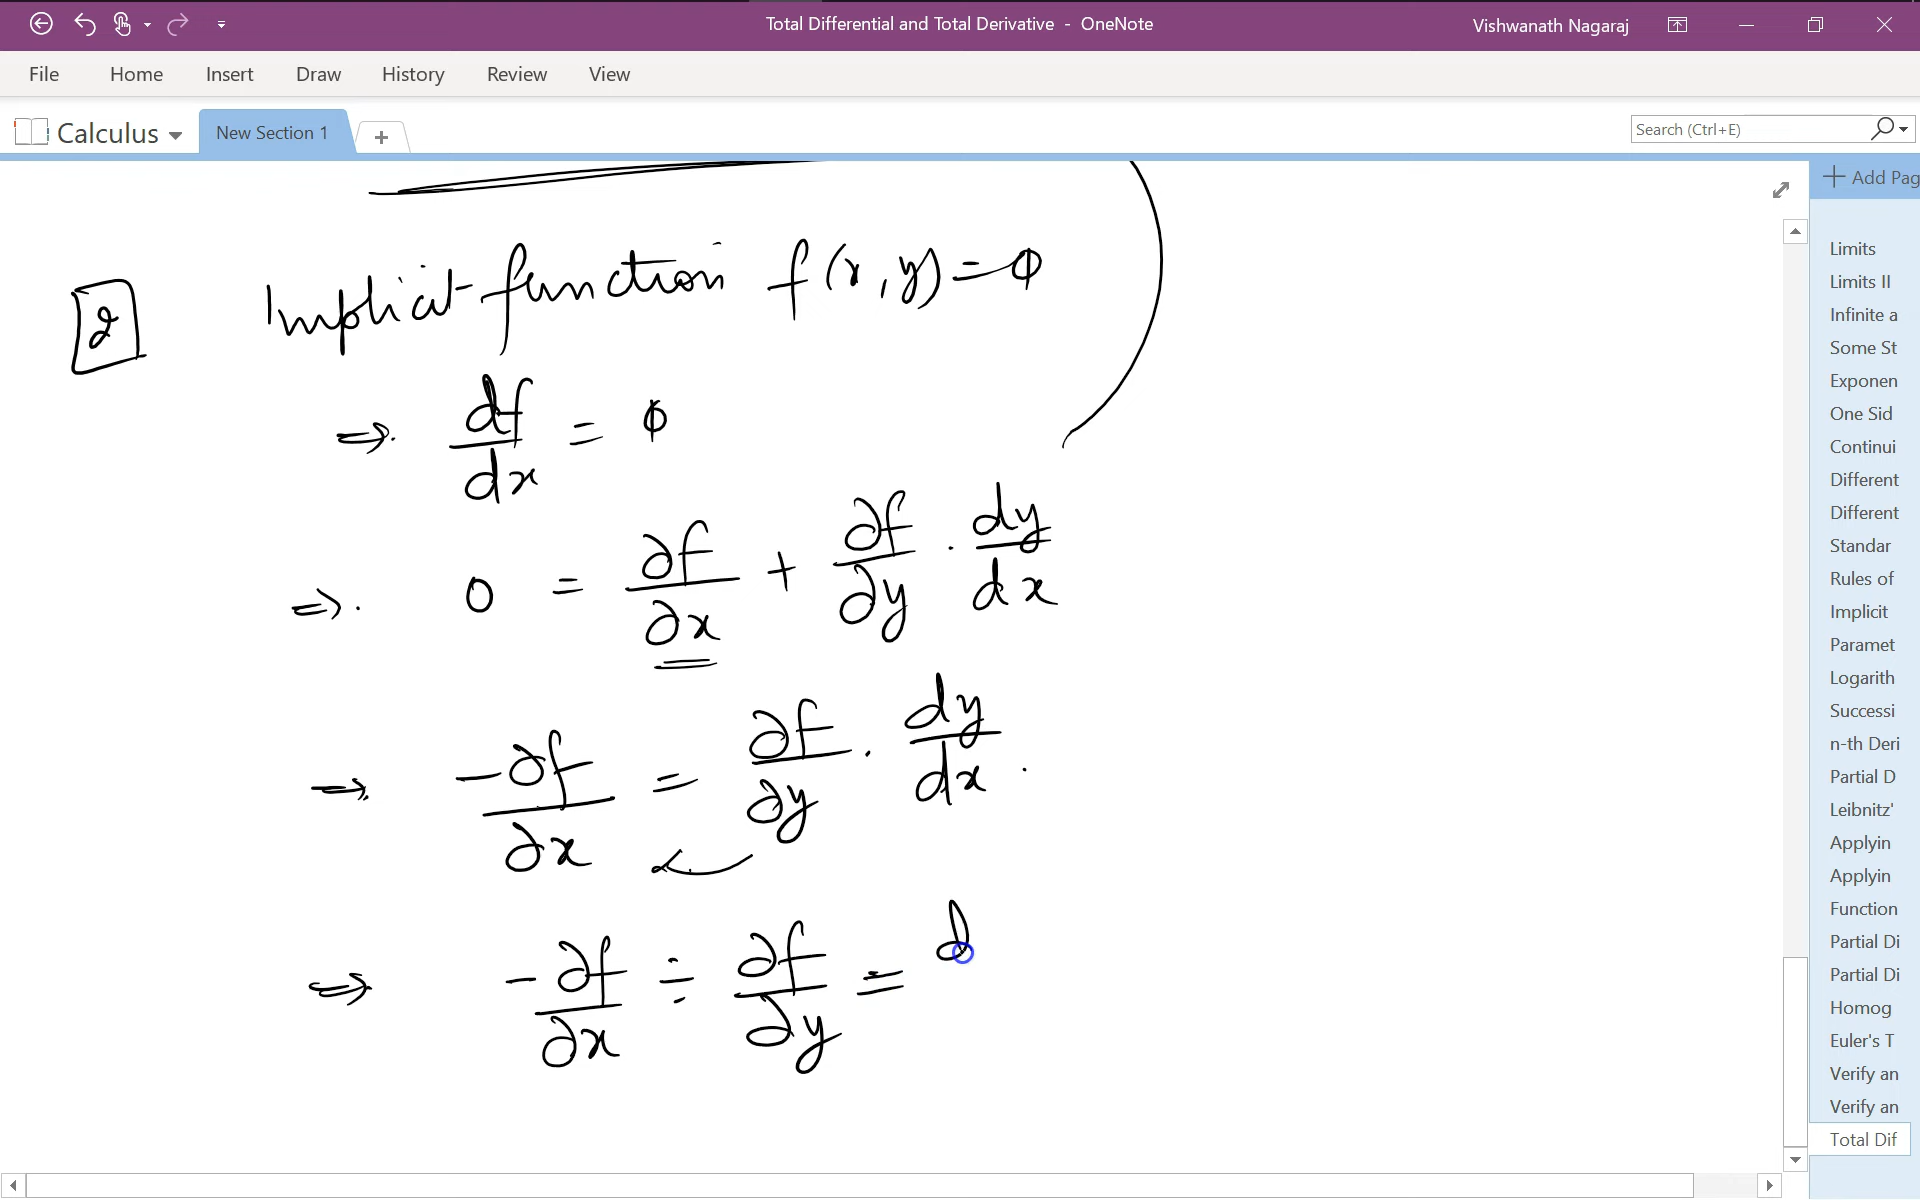 Total Differential and Total Derivative - OneNote
Vishwanath Nagaraj
File Home Insert Draw History Review View
Calculus
New Section 1
+
Search (Ctrl+E)
Add Pag
Limits
Limits II
Infinite a
Some St
Exponen
One Sid
Continui
Different
Different
Standar
Rules of
Implicit
Paramet
Logarith
Successi
n-th Deri
Partial D
Leibnitz'
Applyin
Applyin
Function
Partial Di
Partial Di
Homog
Euler's T
Verify an
Verify an
Total Dif
2 Implicit function f(x,y)=0
⇒ df/dx = 0
⇒ 0 = ∂f/∂x + ∂f/∂y · dy/dx
⇒ -∂f/∂x = ∂f/∂y · dy/dx
⇒ -∂f/∂x ÷ ∂f/∂y = d